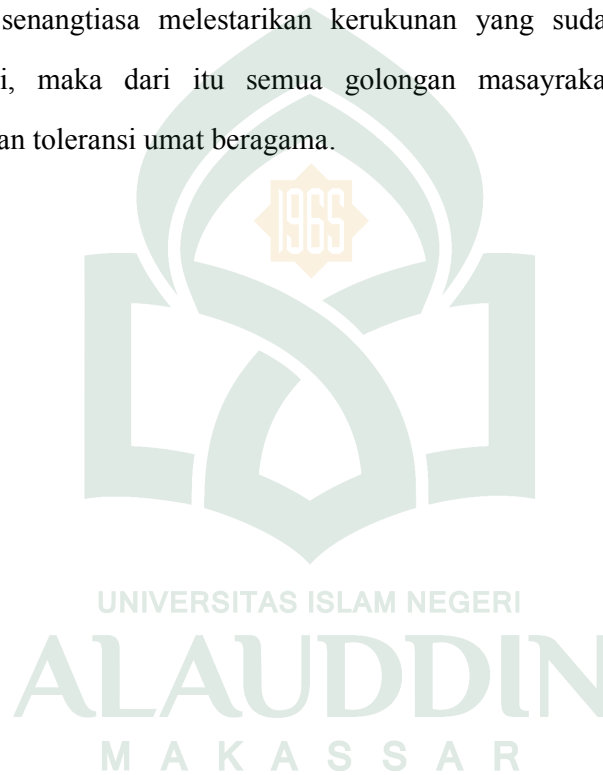 senangtiasa melestarikan kerukunan yang suda
i, maka dari itu semua golongan masayraka
an toleransi umat beragama.
1965
UNIVERSITAS ISLAM NEGERI
ALAUDDIN
MAKASSAR